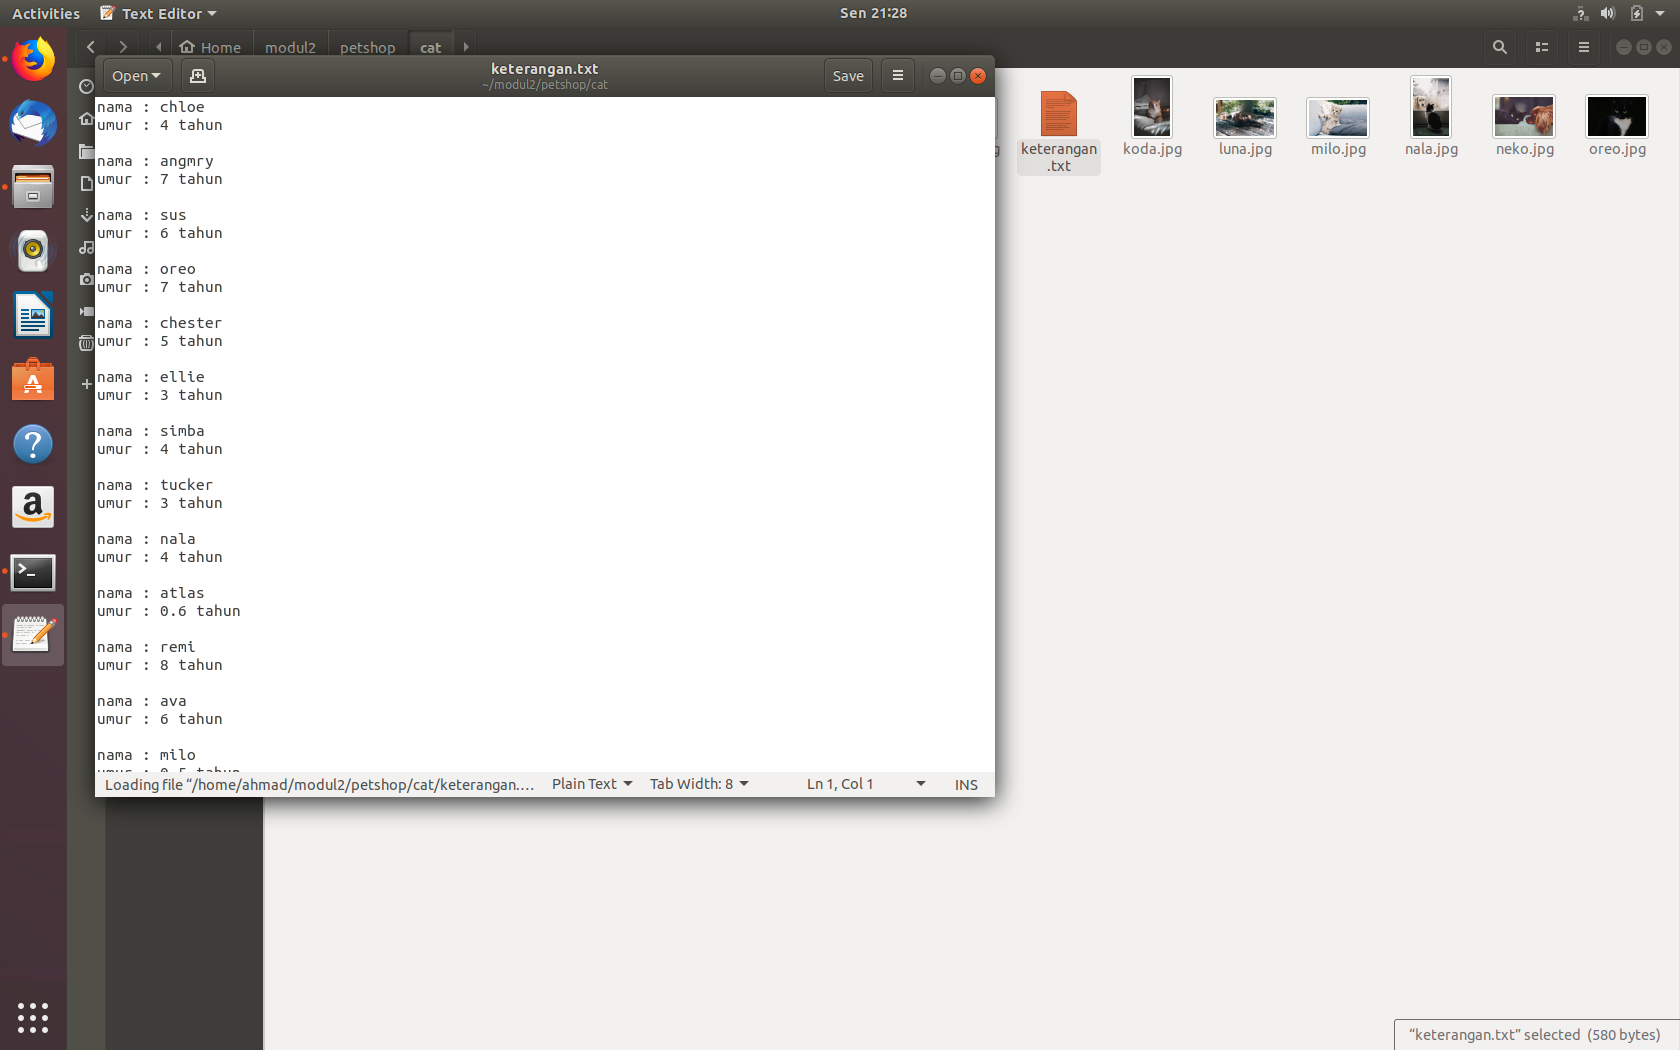 Activities
Text Editor
Sen 21:28
Home
modul2
petshop
cat
Open
keterangan.txt
~/modul2/petshop/cat
Save
nama : chloe
umur : 4 tahun
nama : angmry
umur : 7 tahun
nama : sus
umur : 6 tahun
nama : oreo
umur : 7 tahun
nama : chester
umur : 5 tahun
nama : ellie
umur : 3 tahun
nama : simba
umur : 4 tahun
nama : tucker
umur : 3 tahun
nama : nala
umur : 4 tahun
nama : atlas
umur : 0.6 tahun
nama : remi
umur : 8 tahun
nama : ava
umur : 6 tahun
nama : milo
Loading file “/home/ahmad/modul2/petshop/cat/keterangan.…
Plain Text
Tab Width: 8
Ln 1, Col 1
INS
keterangan
.txt
koda.jpg
luna.jpg
milo.jpg
nala.jpg
neko.jpg
oreo.jpg
“keterangan.txt” selected (580 bytes)